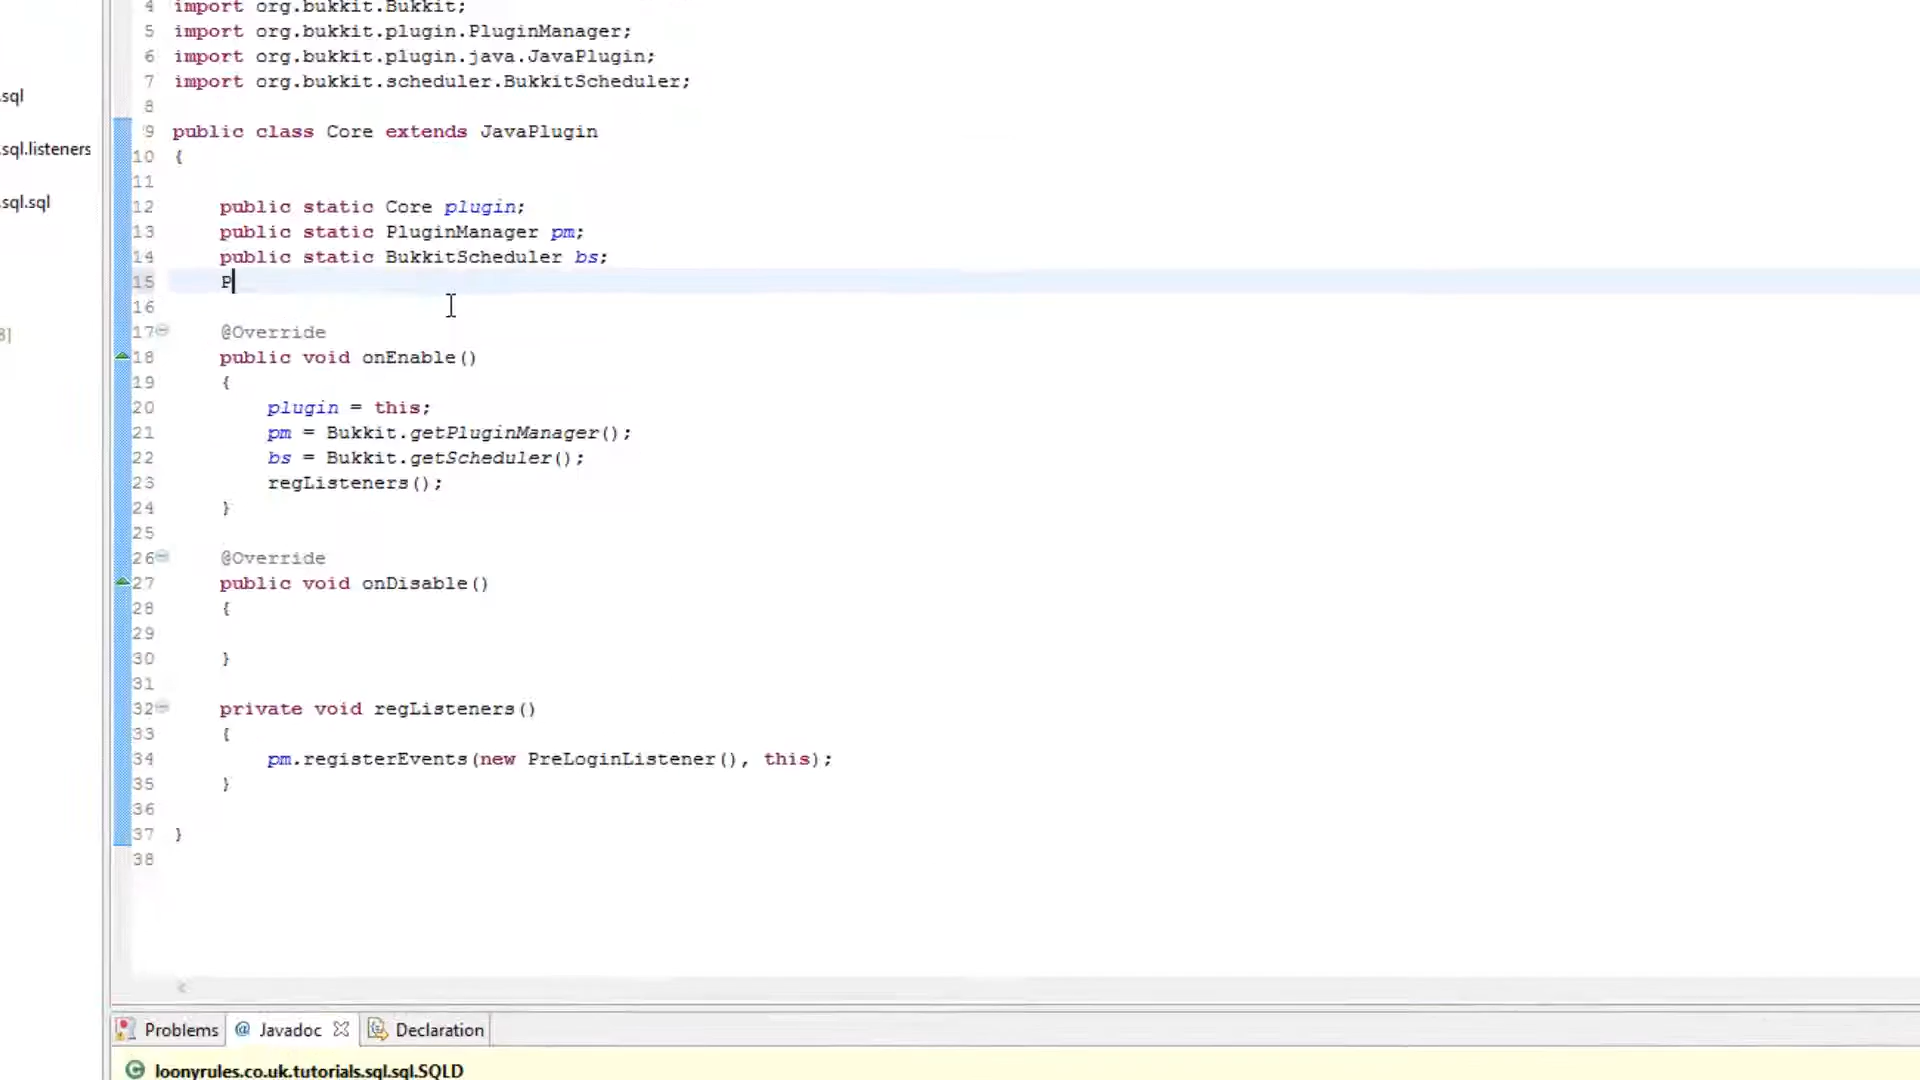 4 import org.bukkit.Bukkit;
5 import org.bukkit.plugin.PluginManager;
6 import org.bukkit.plugin.java.JavaPlugin;
7 import org.bukkit.scheduler.BukkitScheduler;
8
9 public class Core extends JavaPlugin
10 {
11
12 public static Core plugin;
13 public static PluginManager pm;
14 public static BukkitScheduler bs;
15 P
16
17 @Override
18 public void onEnable()
19 {
20 plugin = this;
21 pm = Bukkit.getPluginManager();
22 bs = Bukkit.getScheduler();
23 regListeners();
24 }
25
26 @Override
27 public void onDisable()
28 {
29
30 }
31
32 private void regListeners()
33 {
34 pm.registerEvents(new PreLoginListener(), this);
35 }
36
37 }
38
.sql
.sql.listeners
.sql.sql
8]
Problems @ Javadoc Declaration
loonyrules.co.uk.tutorials.sql.sql.SQLD